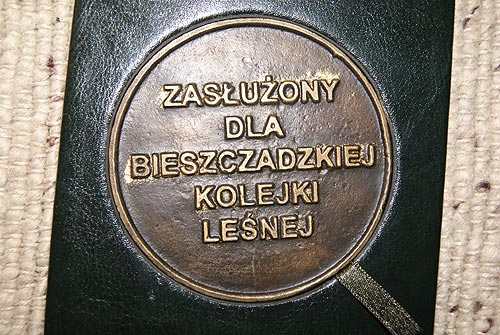 ZASŁUŻONY
DLA
BIESZCZADZKIEJ
KOLEJKI
LEŚNEJ